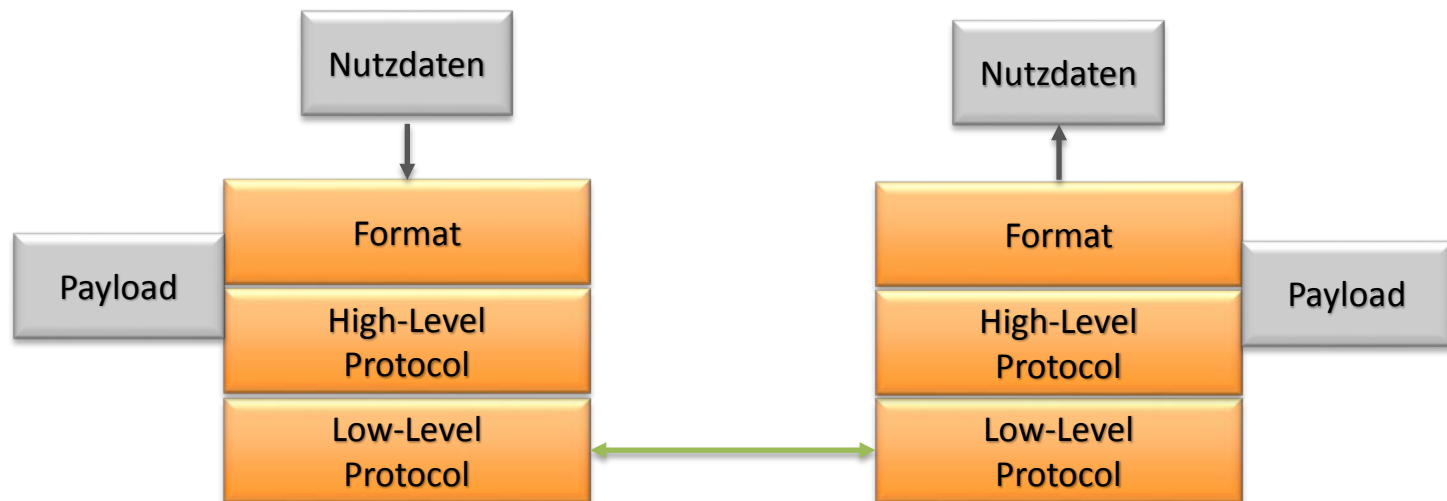 Nutzdaten
Format
Payload
High-Level
Protocol
Low-Level
Protocol
Nutzdaten
Format
Payload
High-Level
Protocol
Low-Level
Protocol